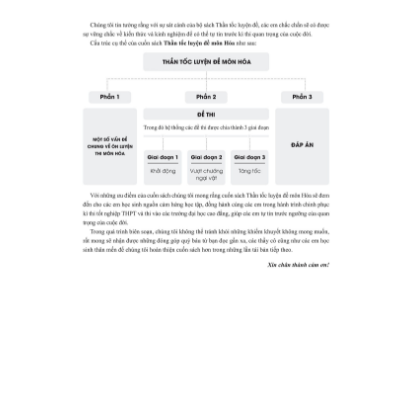 Chúng tôi tin tưởng rằng với sự sát cánh của bộ sách Thần tốc luyện đề, các em chắc chắn sẽ có được
sự vững chắc về kiến thức và kinh nghiệm để có thể tự tin trước kì thi quan trọng của cuộc đời.
Cấu trúc cụ thể của cuốn sách Thần tốc luyện đề môn Hóa như sau:
THẦN TỐC LUYỆN ĐỀ MÔN HÓA
Phần 1
Phần 2
Phần 3
MỘT SỐ VẤN ĐỀ
CHUNG VỀ ÔN LUYỆN
THI MÔN HÓA
ĐỀ THI
Trong đó hệ thống các đề thi được chia thành 3 giai đoạn
Giai đoạn 1
Giai đoạn 2
Giai đoạn 3
Khởi động
Vượt chướng
ngại vật
Tăng tốc
ĐÁP ÁN
Với những ưu điểm của cuốn sách chúng tôi mong rằng cuốn sách Thần tốc luyện đề môn Hóa sẽ đem
đến cho các em học sinh nguồn cảm hứng học tập, đồng hành cùng các em trong hành trình chinh phục
kì thi tốt nghiệp THPT và thi vào các trường đại học cao đẳng, giúp các em tự tin trước ngưỡng cửa quan
trọng của cuộc đời.
Trong quá trình biên soạn, chúng tôi không thể tránh khỏi những khiếm khuyết không mong muốn,
rất mong sẽ nhận được những đóng góp quý báu từ bạn đọc gần xa, các thầy cô cũng như các em học
sinh thân mến để chúng tôi hoàn thiện cuốn sách hơn trong những lần tái bản tiếp theo.
Xin chân thành cảm ơn!